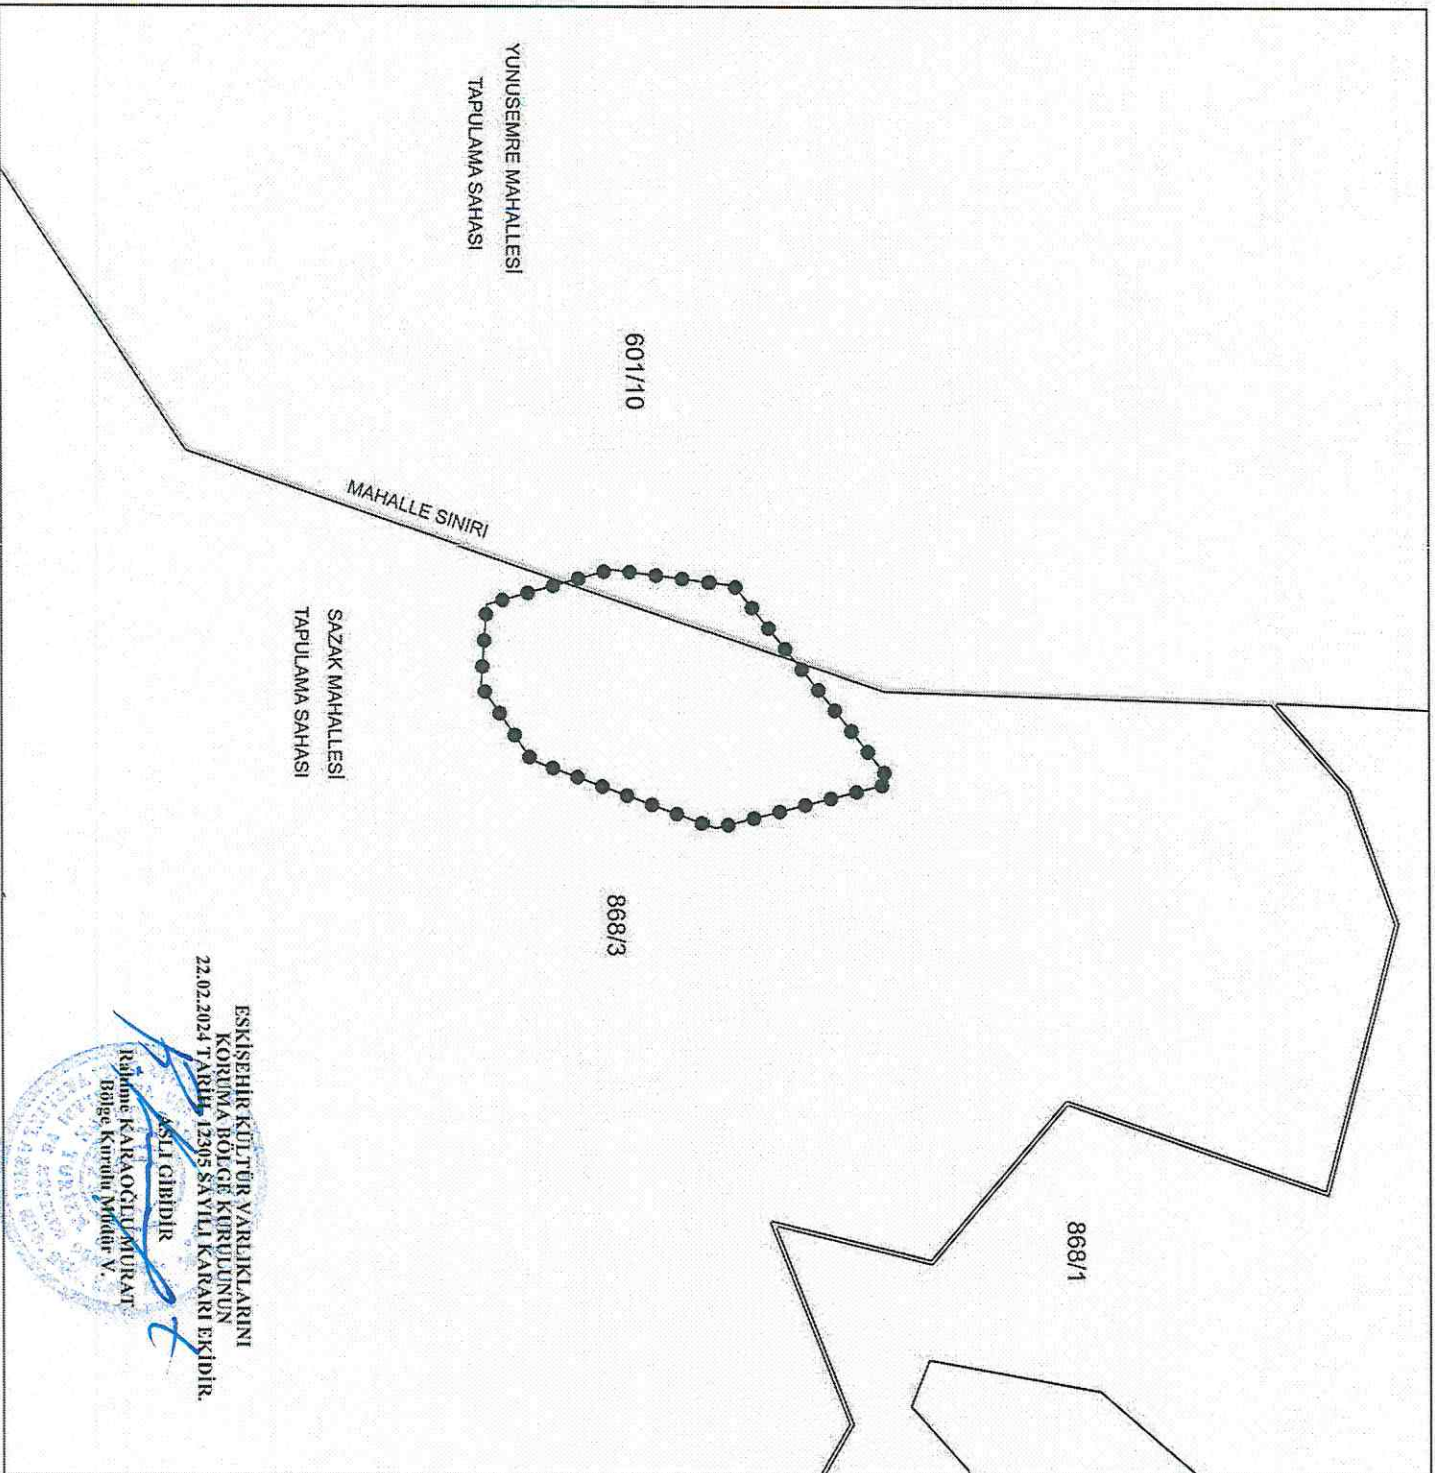 YUNUSEMRE MAHALLESİ
TAPULAMA SAHASI
601/10
MAHALLE SINIRI
SAZAK MAHALLESİ
TAPULAMA SAHASI
868/3
868/1
ESKİŞEHİR KÜLTÜR VARLIKLARINI
KORUMA BÖLGE KURULUNUN
22.02.2024 TARİH, 12305 SAYILI KARARI EKİDİR.
ASLI GİBİDİR
Rahime KARAOĞLU MURAT
Bölge Kurulu Müdür V.